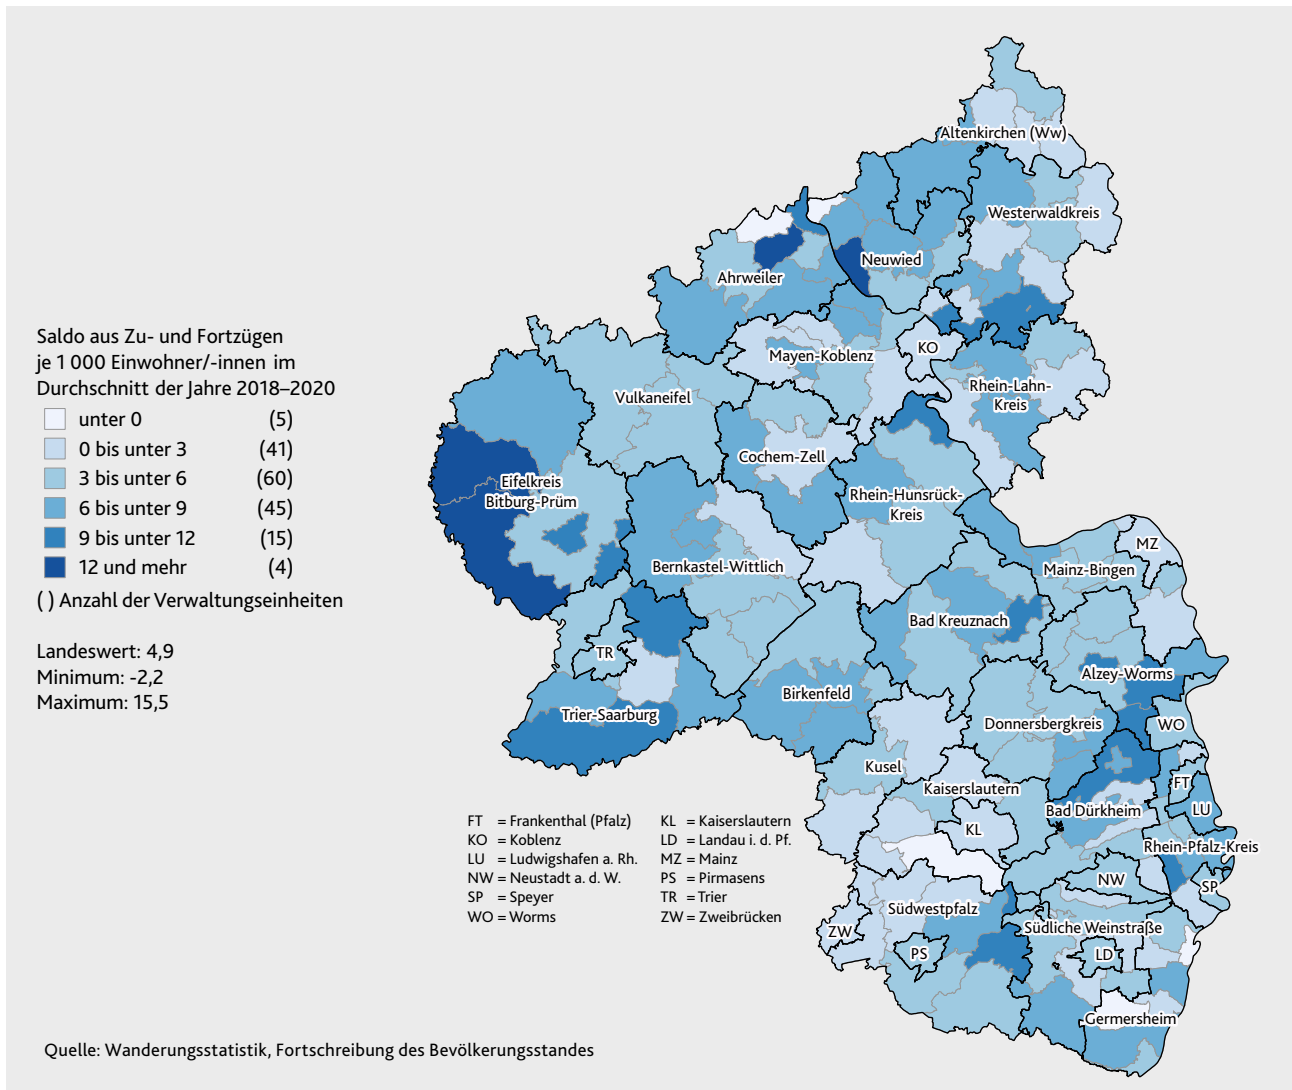 Altenkirchen (Ww)
Westerwaldkreis
Neuwied
Ahrweiler
Saldo aus Zu- und Fortzügen
je 1 000 Einwohner/-innen im
Durchschnitt der Jahre 2018–2020
unter 0 (5)
0 bis unter 3 (41)
3 bis unter 6 (60)
6 bis unter 9 (45)
9 bis unter 12 (15)
12 und mehr (4)
( ) Anzahl der Verwaltungseinheiten
Landeswert: 4,9
Minimum: -2,2
Maximum: 15,5
KO
Mayen-Koblenz
Rhein-Lahn-
Kreis
Vulkaneifel
Cochem-Zell
Eifelkreis
Bitburg-Prüm
Rhein-Hunsrück-
Kreis
MZ
Bernkastel-Wittlich
Mainz-Bingen
Bad Kreuznach
TR
Alzey-Worms
Birkenfeld
Trier-Saarburg
Donnersbergkreis
WO
Kusel
Kaiserslautern
FT
Bad Dürkheim
LU
KL
Rhein-Pfalz-Kreis
NW
SP
Südwestpfalz
Südliche Weinstraße
ZW
PS
LD
Germersheim
FT = Frankenthal (Pfalz)
KO = Koblenz
LU = Ludwigshafen a. Rh.
NW = Neustadt a. d. W.
SP = Speyer
WO = Worms
KL = Kaiserslautern
LD = Landau i. d. Pf.
MZ = Mainz
PS = Pirmasens
TR = Trier
ZW = Zweibrücken
Quelle: Wanderungsstatistik, Fortschreibung des Bevölkerungsstandes